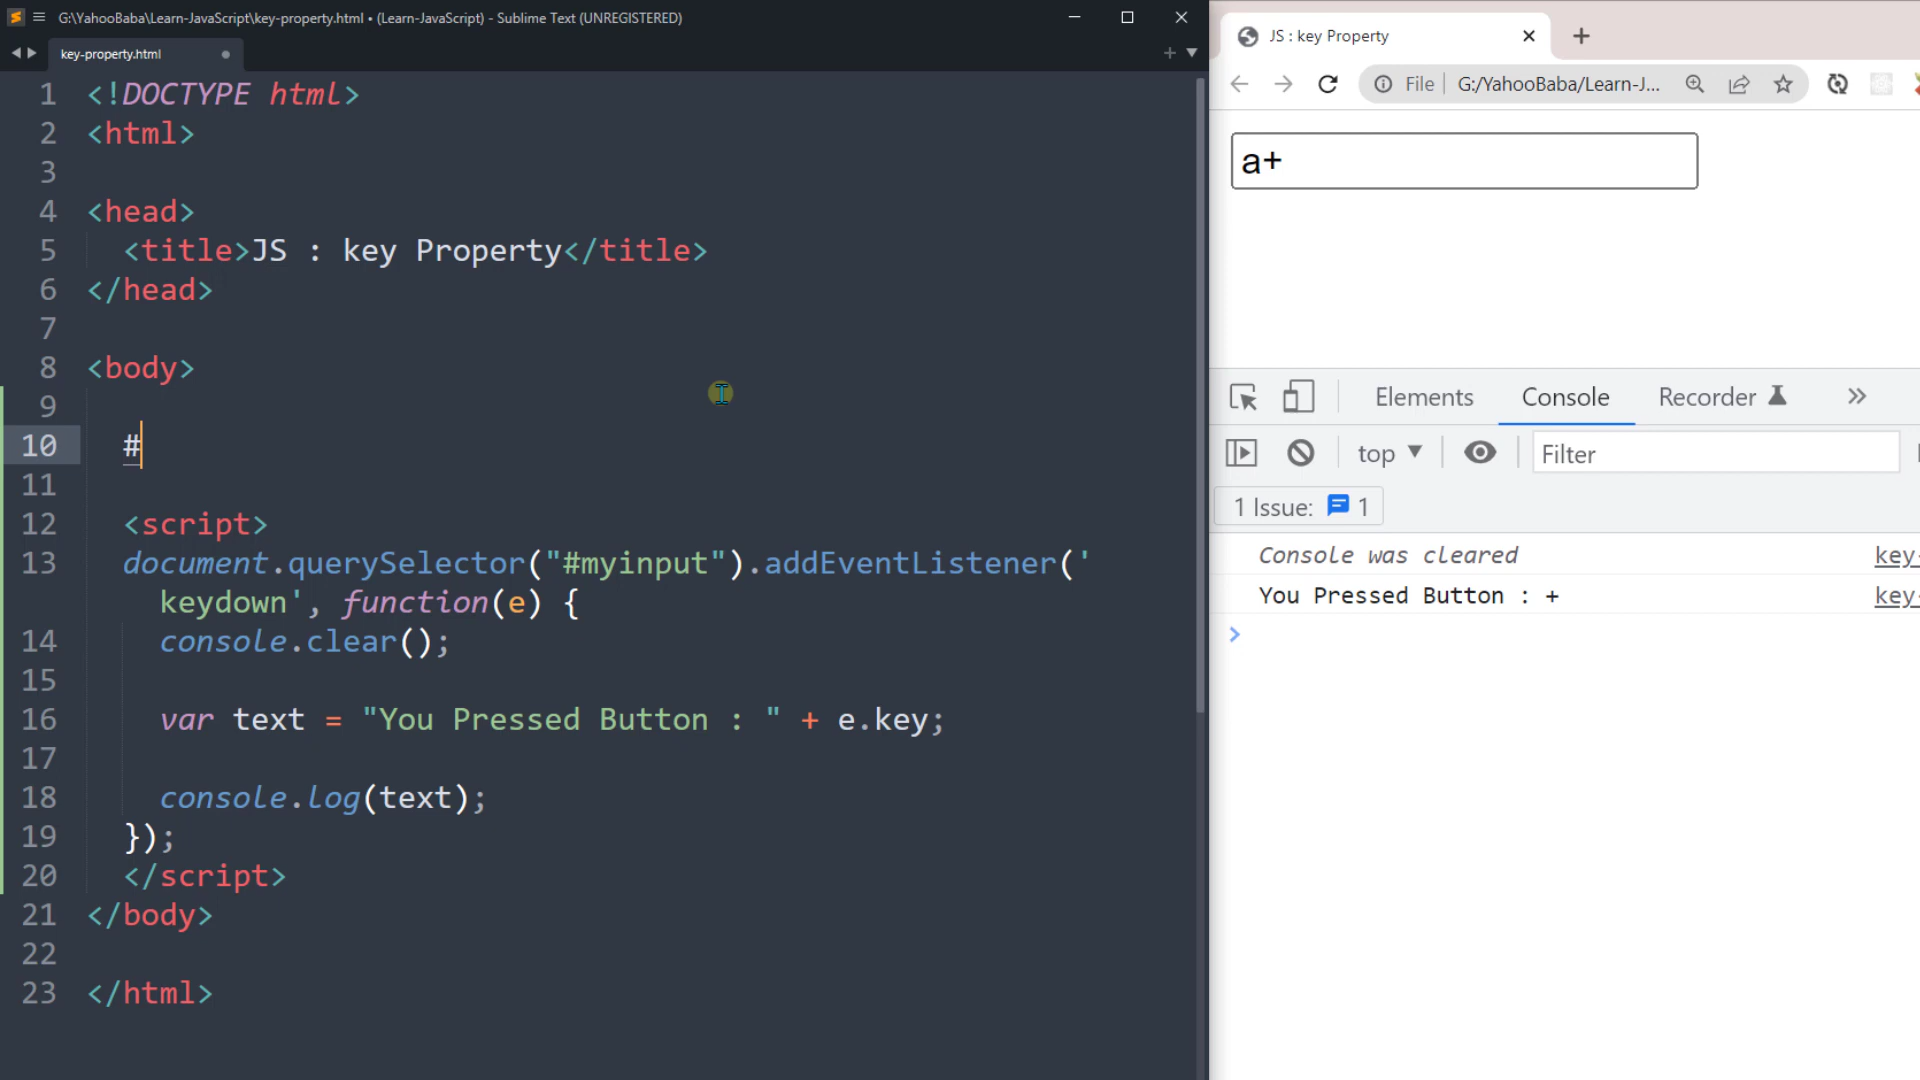 G:\YahooBaba\Learn-JavaScript\key-property.html • (Learn-JavaScript) - Sublime Text (UNREGISTERED)
key-property.html
1 <!DOCTYPE html>
2 <html>
3
4 <head>
5 <title>JS : key Property</title>
6 </head>
7
8 <body>
9
10 #
11
12 <script>
13 document.querySelector("#myinput").addEventListener('
keydown', function(e) {
14 console.clear();
15
16 var text = "You Pressed Button : " + e.key;
17
18 console.log(text);
19 });
20 </script>
21 </body>
22
23 </html>
JS : key Property
File G:/YahooBaba/Learn-J...
a+
Elements Console Recorder
top Filter
1 Issue: 1
Console was cleared key-
You Pressed Button : + key-